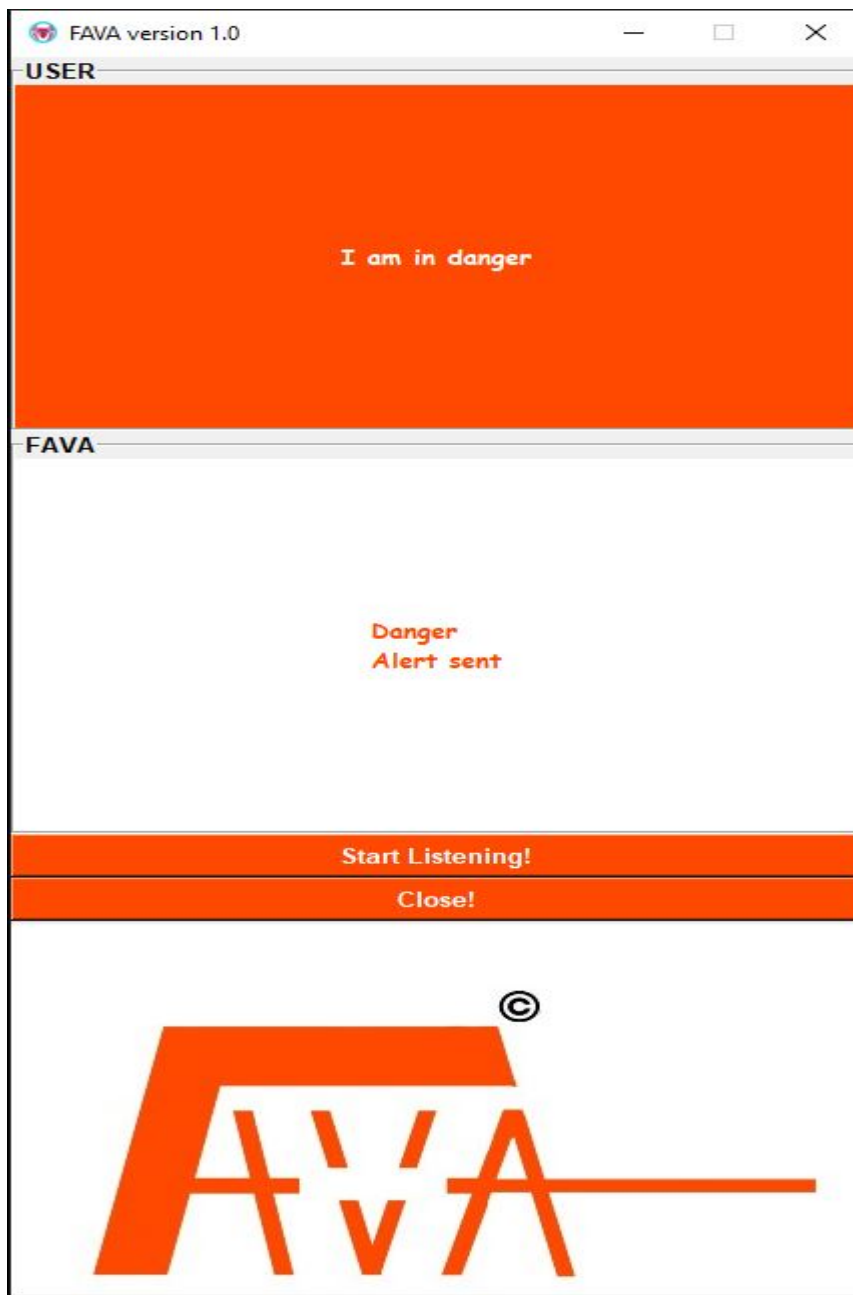 FAVA version 1.0
USER
I am in danger
FAVA
Danger
Alert sent
Start Listening!
Close!
©
FAVA